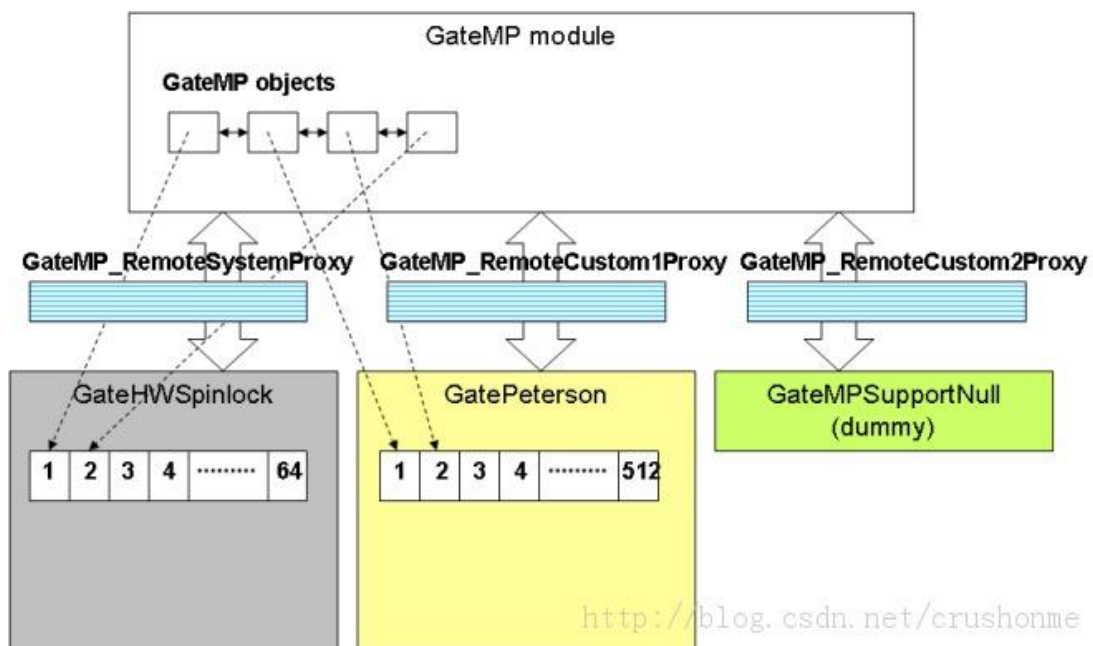 GateMP module
GateMP objects
GateMP_RemoteSystemProxy
GateMP_RemoteCustom1Proxy
GateMP_RemoteCustom2Proxy
GateHWSpinlock
1 2 3 4 ········· 64
GatePeterson
1 2 3 4 ········· 512
GateMPSupportNull
(dummy)
http://blog.csdn.net/crushonme